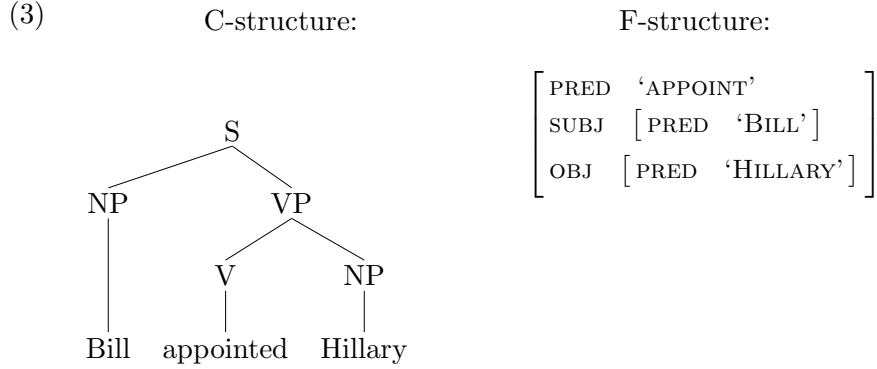 (3) C-structure: F-structure:
PRED ‘APPOINT’
SUBJ [ PRED ‘BILL’ ]
OBJ [ PRED ‘HILLARY’ ]
S
NP VP
V NP
Bill appointed Hillary